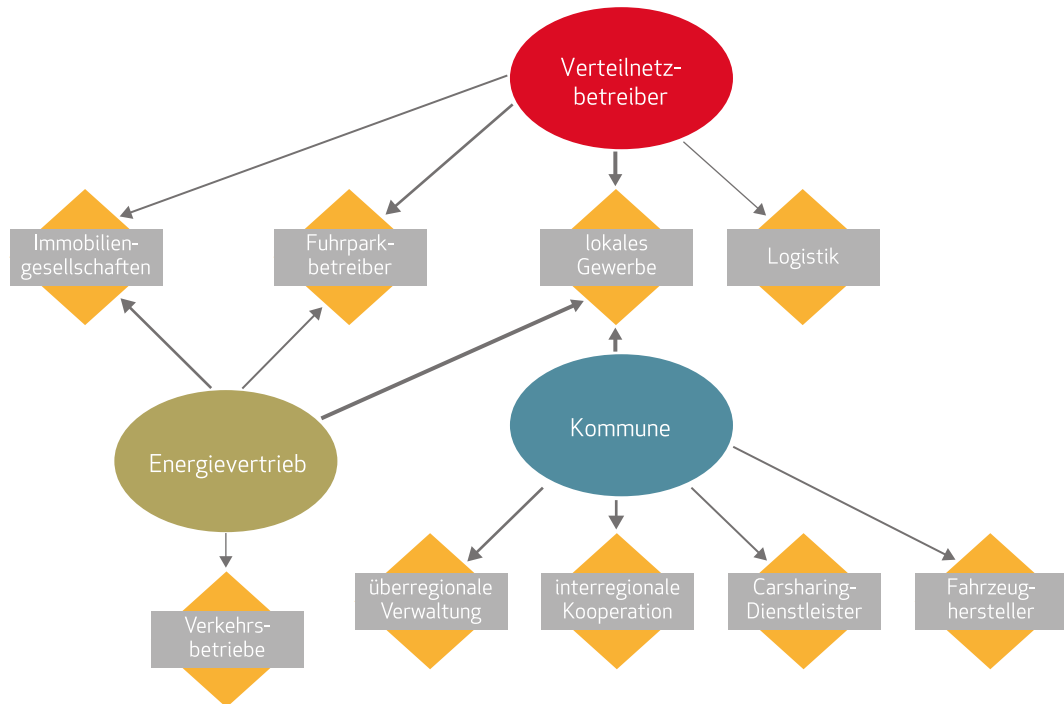 Verteilnetz-
betreiber
Immobilien-
gesellschaften
Fuhrpark-
betreiber
lokales
Gewerbe
Logistik
Energievertrieb
Kommune
überregionale
Verwaltung
interregionale
Kooperation
Carsharing-
Dienstleister
Fahrzeug-
hersteller
Verkehrs-
betriebe